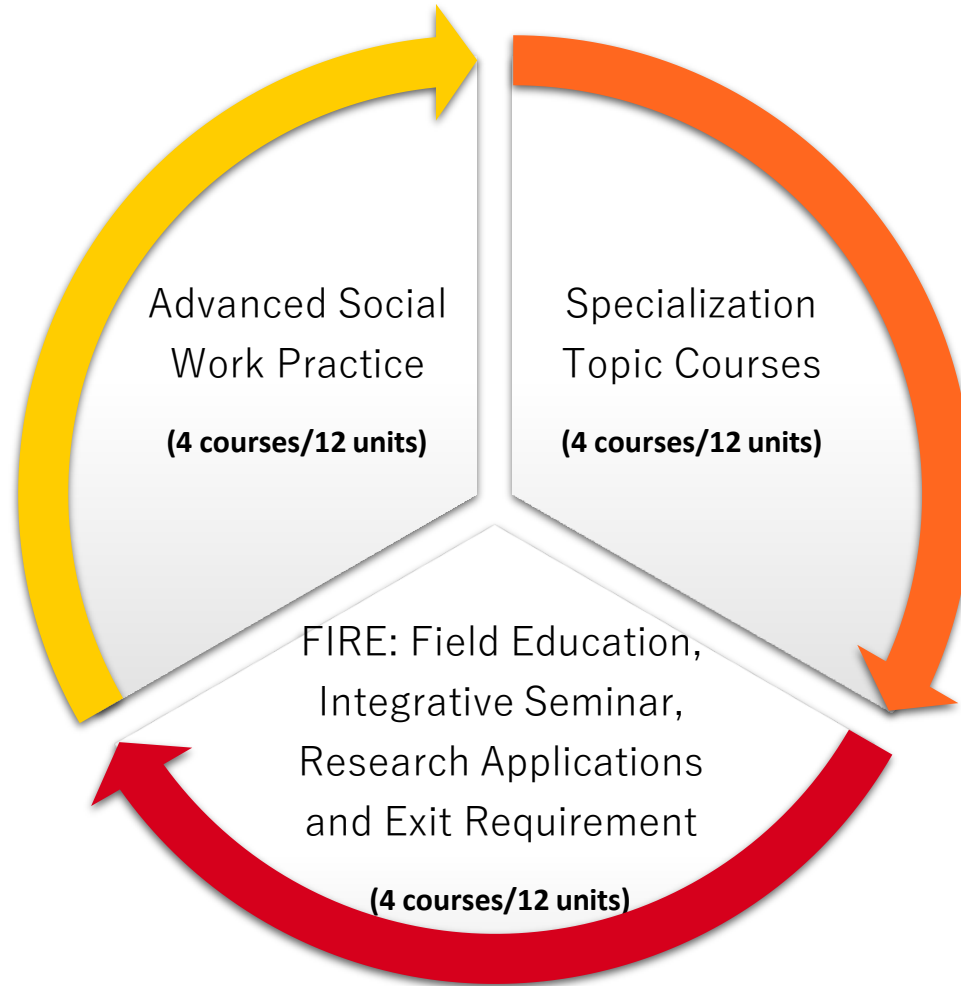 Advanced Social
Work Practice
(4 courses/12 units)
Specialization
Topic Courses
(4 courses/12 units)
FIRE: Field Education,
Integrative Seminar,
Research Applications
and Exit Requirement
(4 courses/12 units)